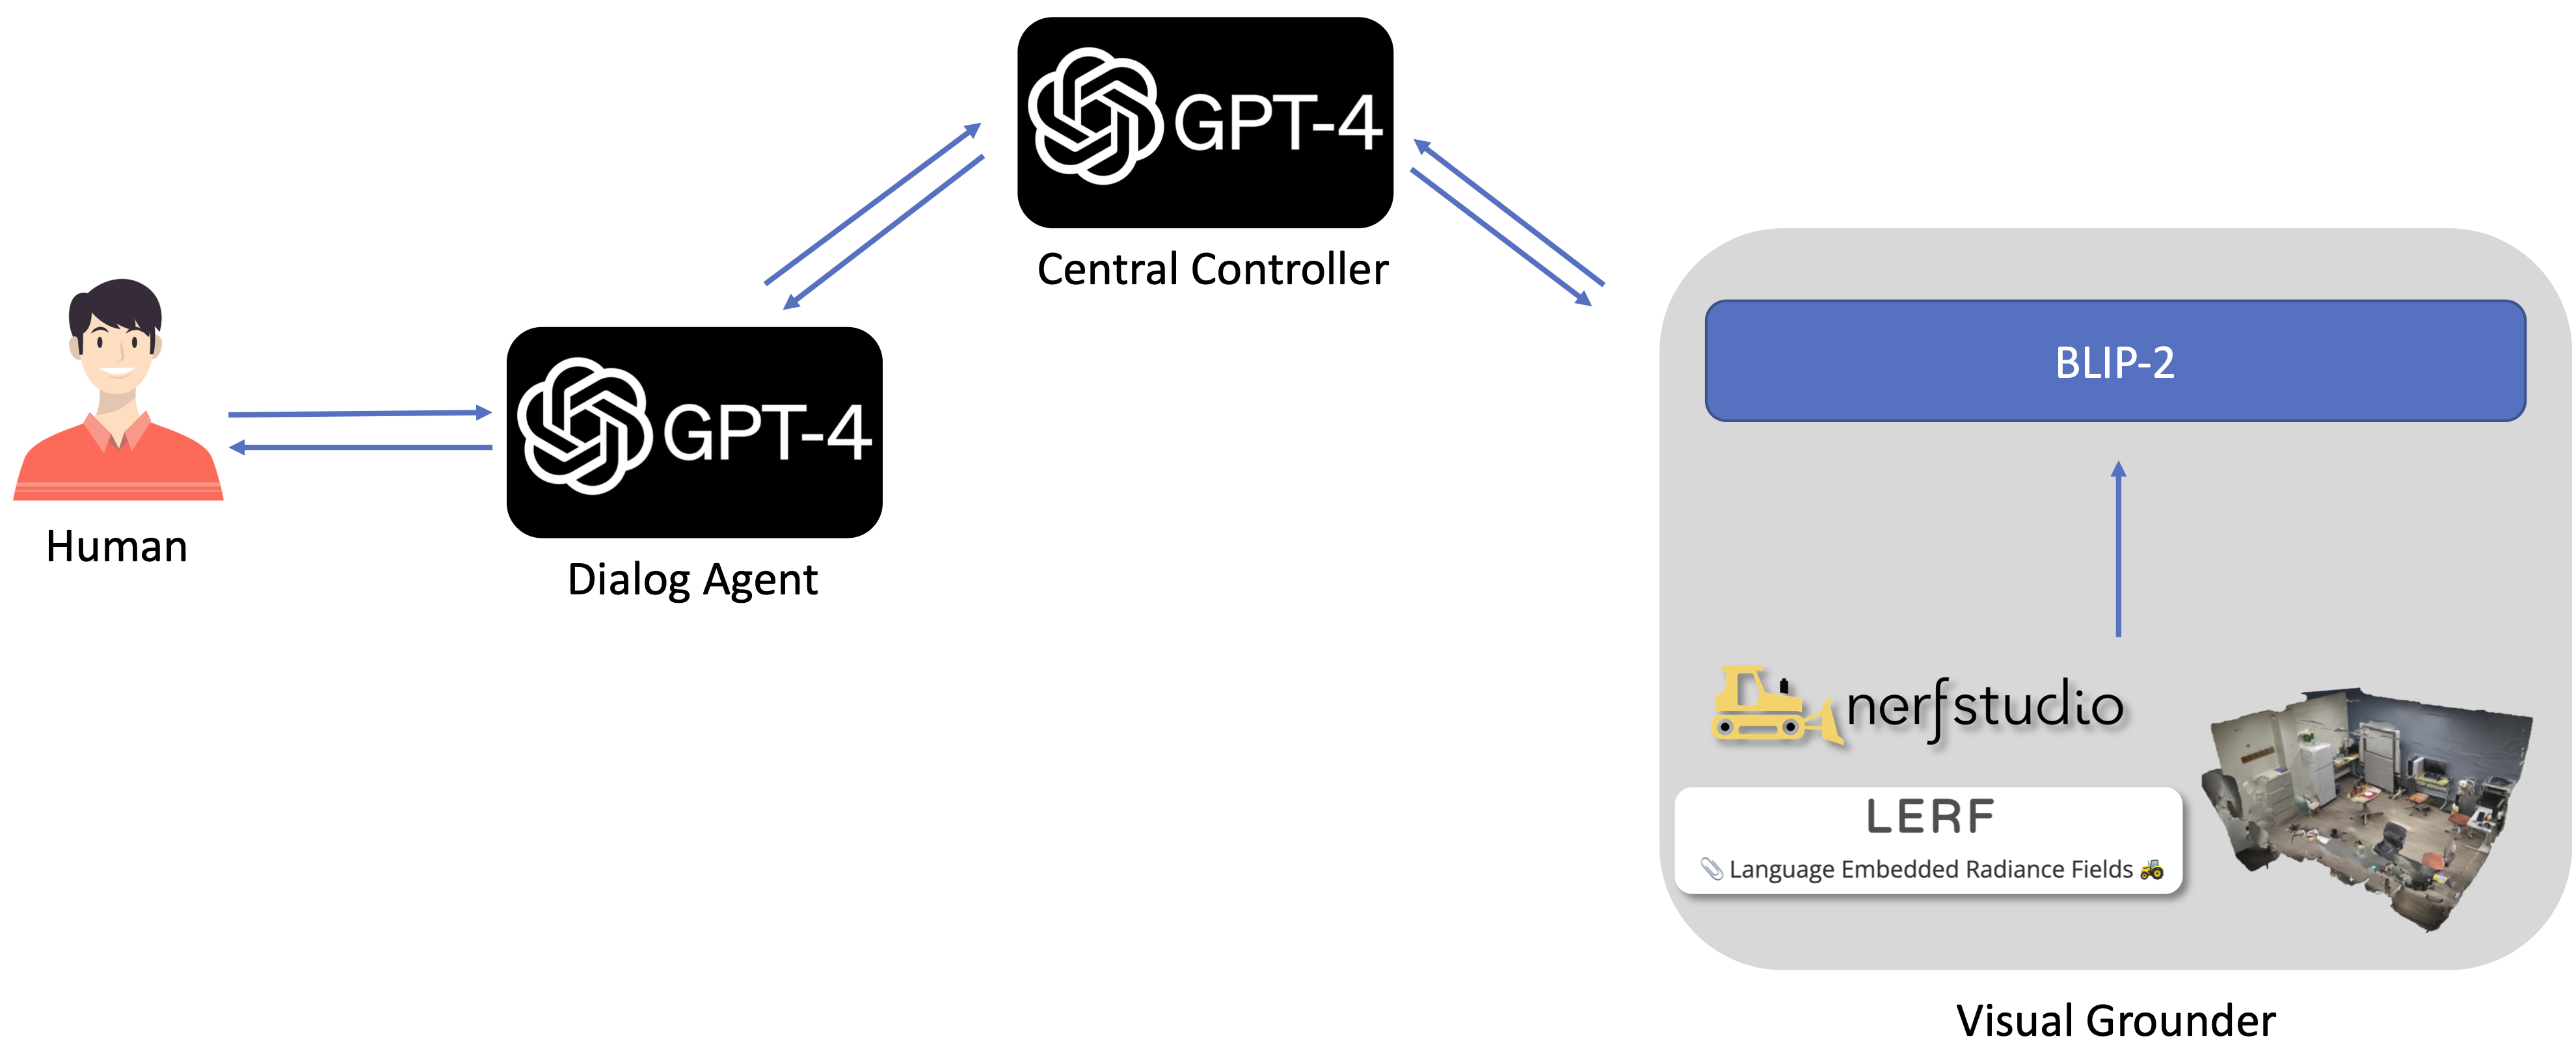 GPT-4
Central Controller
Human
GPT-4
Dialog Agent
BLIP-2
nerfstudio
LERF
Language Embedded Radiance Fields
Visual Grounder